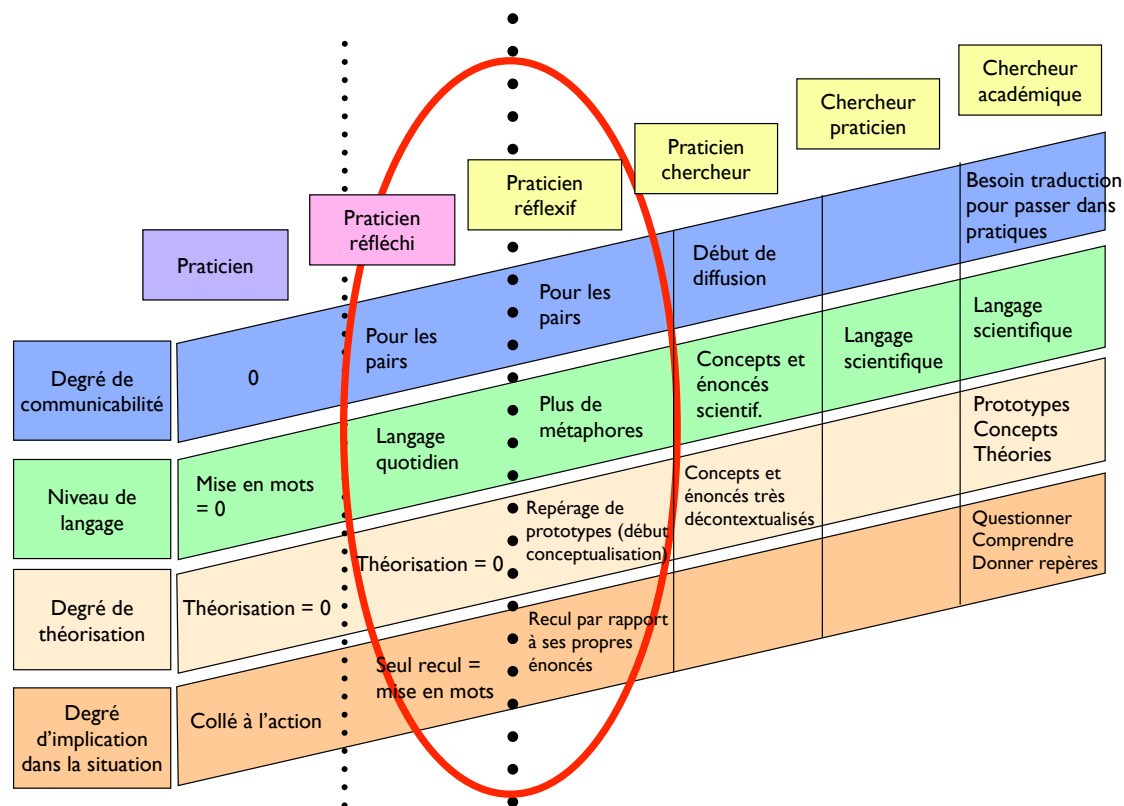 Chercheur
académique
Chercheur
praticien
Praticien
chercheur
Praticien
réflexif
Praticien
réfléchi
Praticien
Degré de
communicabilité
0
Pour les
pairs
Pour les
pairs
Début de
diffusion
Besoin traduction
pour passer dans
pratiques
Niveau de
langage
Mise en mots
= 0
Langage
quotidien
Plus de
métaphores
Concepts et
énoncés
scientif.
Langage
scientifique
Langage
scientifique
Degré de
théorisation
Théorisation = 0
Théorisation = 0
Repérage de
prototypes (début
conceptualisation)
Concepts et
énoncés très
décontextualisés
Prototypes
Concepts
Théories
Degré
d’implication
dans la situation
Collé à l’action
Seul recul =
mise en mots
Recul par rapport
à ses propres
énoncés
Questionner
Comprendre
Donner repères